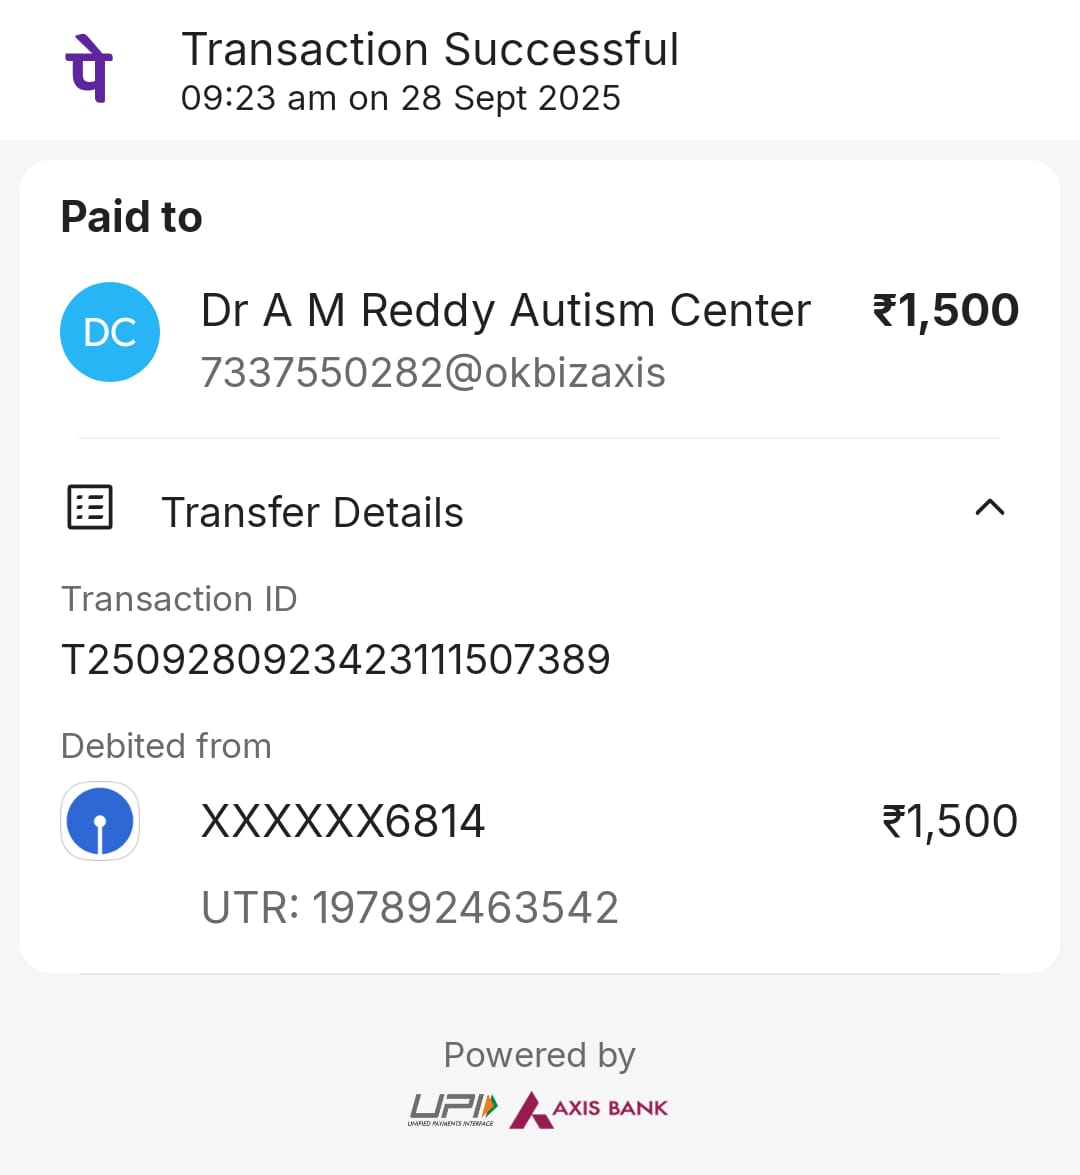 पे
Transaction Successful
09:23 am on 28 Sept 2025
Paid to
DC
Dr A M Reddy Autism Center
₹1,500
7337550282@okbizaxis
Transfer Details
Transaction ID
T2509280923423111507389
Debited from
XXXXXX6814
₹1,500
UTR: 197892463542
Powered by
UPI
UNIFIED PAYMENTS INTERFACE
AXIS BANK